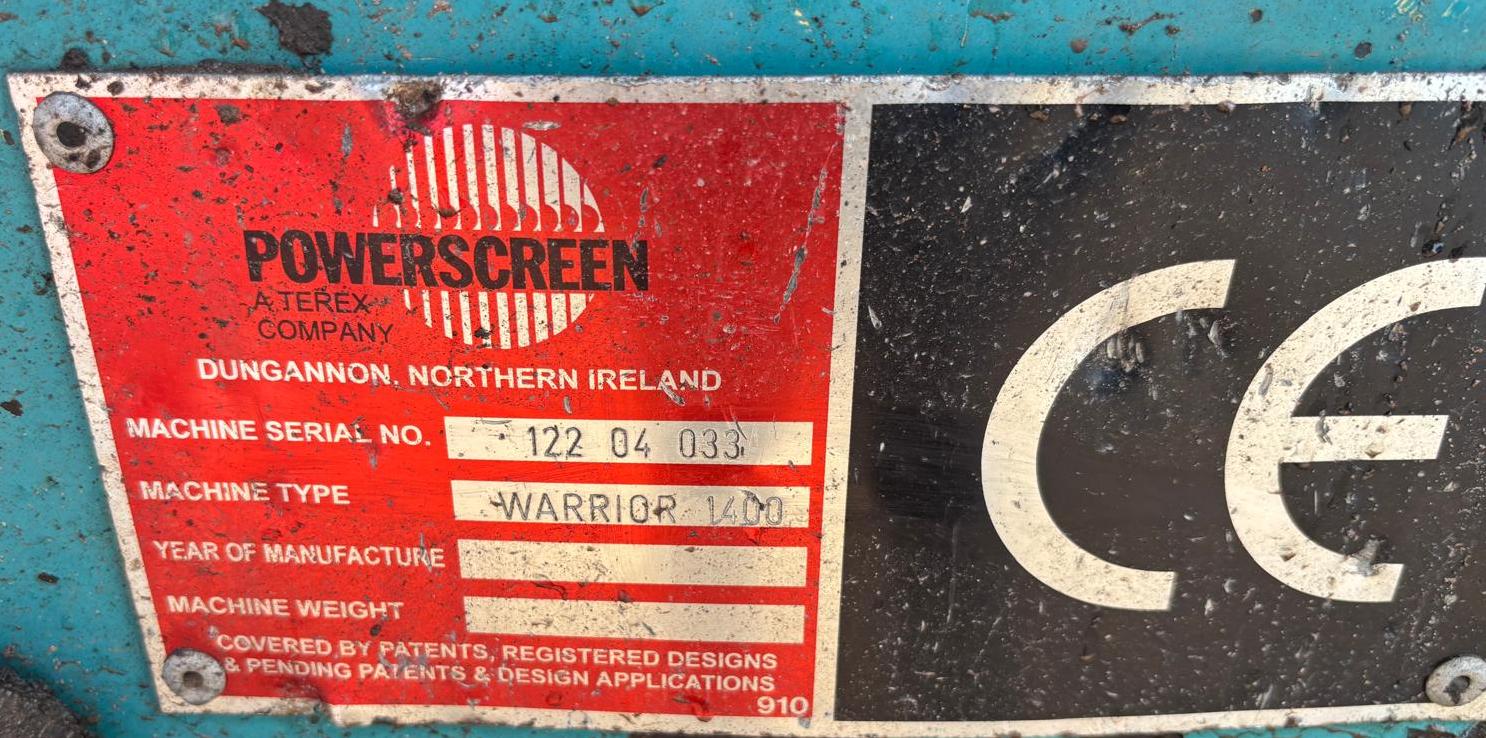 POWERSCREEN
A TEREX
COMPANY
DUNGANNON, NORTHERN IRELAND
MACHINE SERIAL NO. 122 04 033
MACHINE TYPE WARRIOR 1400
YEAR OF MANUFACTURE
MACHINE WEIGHT
COVERED BY PATENTS, REGISTERED DESIGNS
& PENDING PATENTS & DESIGN APPLICATIONS
910
CE